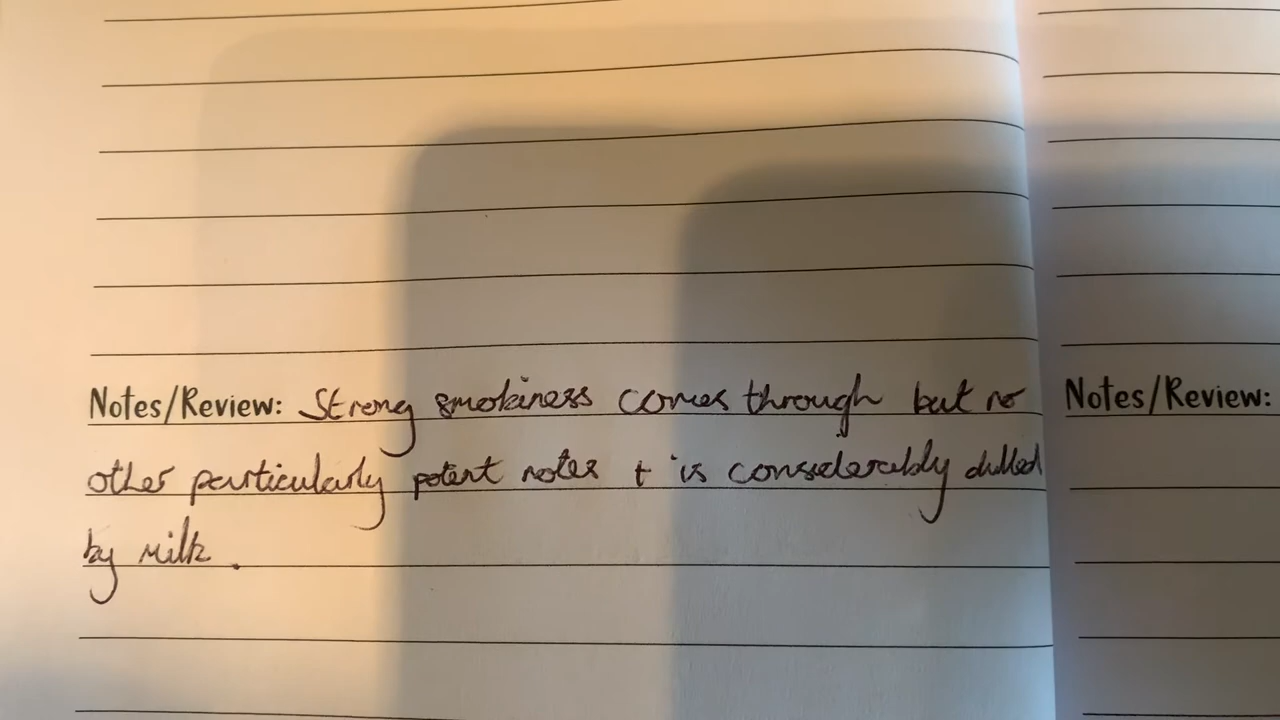 Notes/Review: Strong smokiness comes through but no
other particularly potent notes + is considerably dulled
by milk.
Notes/Review: